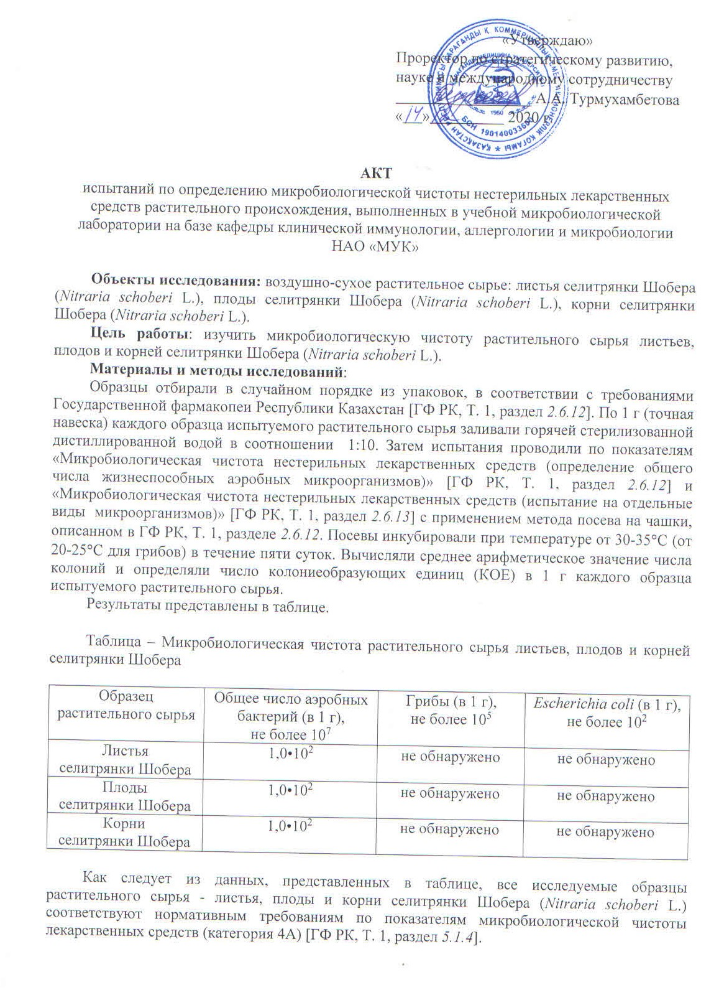 «Утверждаю»
Проректор по стратегическому развитию,
науке и международному сотрудничеству
А.А. Турмухамбетова
«14» 2020 г.
1950
БСН 190140033600
АКТ
испытаний по определению микробиологической чистоты нестерильных лекарственных
средств растительного происхождения, выполненных в учебной микробиологической
лаборатории на базе кафедры клинической иммунологии, аллергологии и микробиологии
НАО «МУК»
Объекты исследования: воздушно-сухое растительное сырье: листья селитрянки Шобера
(Nitraria schoberi L.), плоды селитрянки Шобера (Nitraria schoberi L.), корни селитрянки
Шобера (Nitraria schoberi L.).
Цель работы: изучить микробиологическую чистоту растительного сырья листьев,
плодов и корней селитрянки Шобера (Nitraria schoberi L.).
Материалы и методы исследований:
Образцы отбирали в случайном порядке из упаковок, в соответствии с требованиями
Государственной фармакопеи Республики Казахстан [ГФ РК, Т. 1, раздел 2.6.12]. По 1 г (точная
навеска) каждого образца испытуемого растительного сырья заливали горячей стерилизованной
дистиллированной водой в соотношении 1:10. Затем испытания проводили по показателям
«Микробиологическая чистота нестерильных лекарственных средств (определение общего
числа жизнеспособных аэробных микроорганизмов)» [ГФ РК, Т. 1, раздел 2.6.12] и
«Микробиологическая чистота нестерильных лекарственных средств (испытание на отдельные
виды микроорганизмов)» [ГФ РК, Т. 1, раздел 2.6.13] с применением метода посева на чашки,
описанном в ГФ РК, Т. 1, разделе 2.6.12. Посевы инкубировали при температуре от 30-35°С (от
20-25°С для грибов) в течение пяти суток. Вычисляли среднее арифметическое значение числа
колоний и определяли число колониеобразующих единиц (КОЕ) в 1 г каждого образца
испытуемого растительного сырья.
Результаты представлены в таблице.
Таблица – Микробиологическая чистота растительного сырья листьев, плодов и корней
селитрянки Шобера
Образец
растительного сырья
Общее число аэробных
бактерий (в 1 г),
не более 10⁷
Грибы (в 1 г),
не более 10⁵
Escherichia coli (в 1 г),
не более 10²
Листья
селитрянки Шобера
1,0•10²
не обнаружено
не обнаружено
Плоды
селитрянки Шобера
1,0•10²
не обнаружено
не обнаружено
Корни
селитрянки Шобера
1,0•10²
не обнаружено
не обнаружено
Как следует из данных, представленных в таблице, все исследуемые образцы
растительного сырья - листья, плоды и корни селитрянки Шобера (Nitraria schoberi L.)
соответствуют нормативным требованиям по показателям микробиологической чистоты
лекарственных средств (категория 4А) [ГФ РК, Т. 1, раздел 5.1.4].